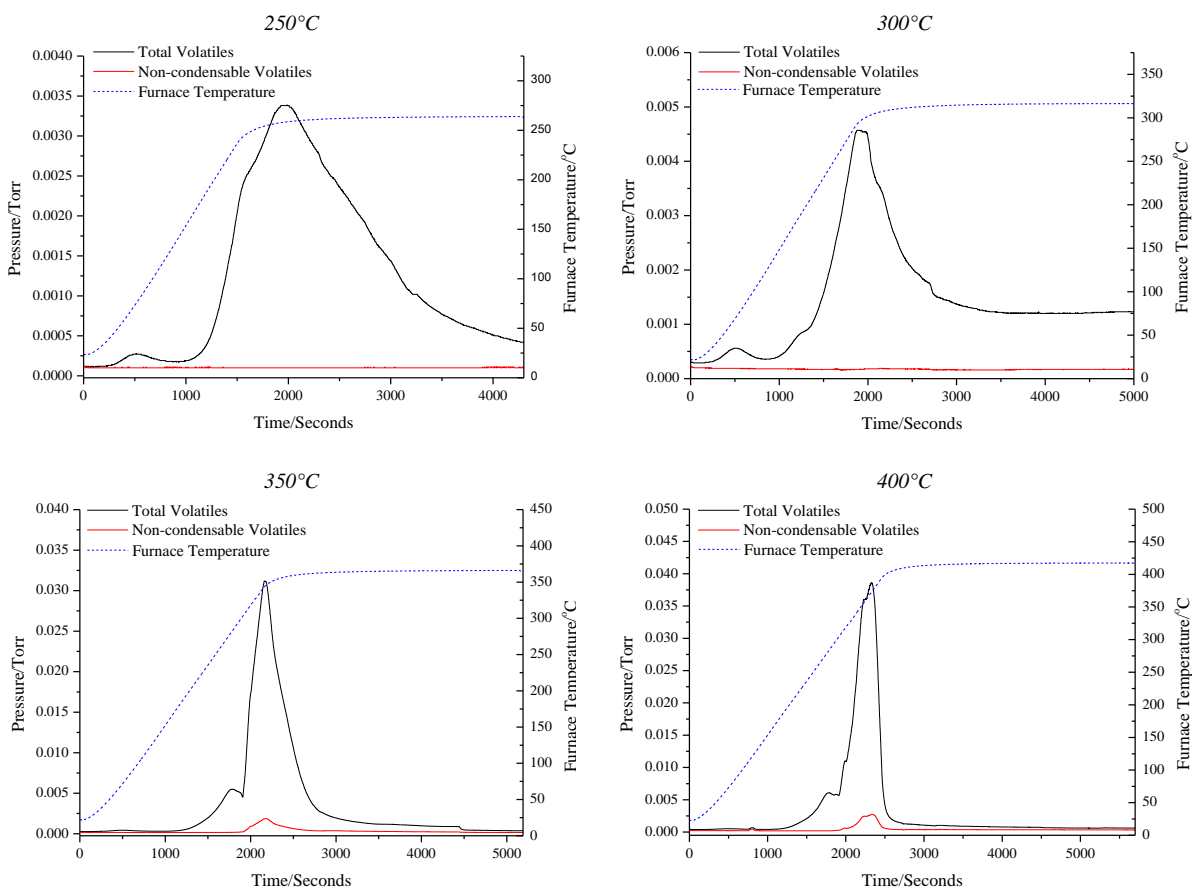 250°C
Total Volatiles
Non-condensable Volatiles
Furnace Temperature
0.0040
0.0035
0.0030
0.0025
0.0020
0.0015
0.0010
0.0005
0.0000
Pressure/Torr
300
250
200
150
100
50
0
Furnace Temperature/°C
0 1000 2000 3000 4000
Time/Seconds
300°C
Total Volatiles
Non-condensable Volatiles
Furnace Temperature
0.006
0.005
0.004
0.003
0.002
0.001
0.000
Pressure/Torr
350
300
250
200
150
100
50
0
Furnace Temperature/°C
0 1000 2000 3000 4000 5000
Time/Seconds
350°C
Total Volatiles
Non-condensable Volatiles
Furnace Temperature
0.040
0.035
0.030
0.025
0.020
0.015
0.010
0.005
0.000
Pressure/Torr
450
400
350
300
250
200
150
100
50
0
Furnace Temperature/°C
0 1000 2000 3000 4000 5000
Time/Seconds
400°C
Total Volatiles
Non-condensable Volatiles
Furnace Temperature
0.050
0.045
0.040
0.035
0.030
0.025
0.020
0.015
0.010
0.005
0.000
Pressure/Torr
500
450
400
350
300
250
200
150
100
50
0
Furnace Temperature/°C
0 1000 2000 3000 4000 5000
Time/Seconds